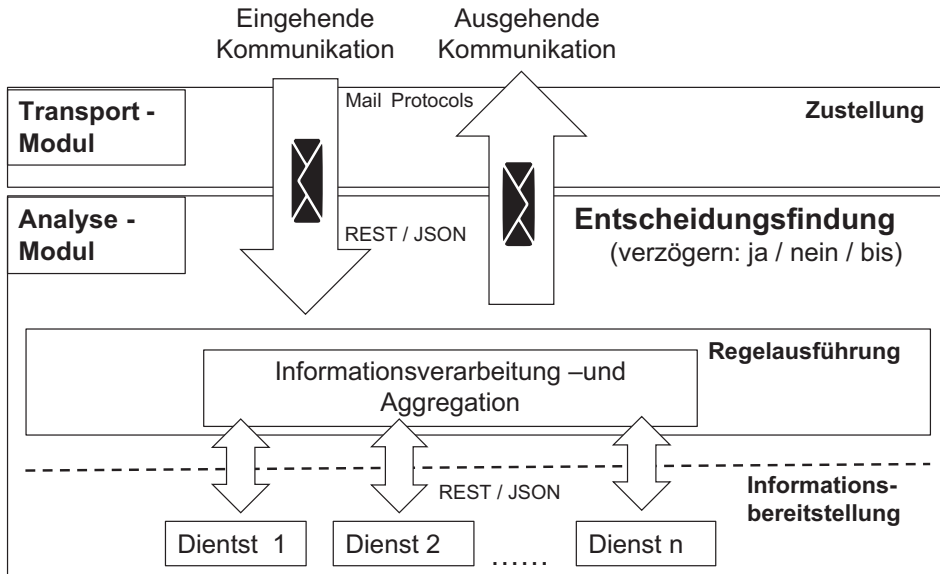 Eingehende
Kommunikation
Ausgehende
Kommunikation
Transport -
Modul
Mail Protocols
Zustellung
Analyse -
Modul
REST / JSON
Entscheidungsfindung
(verzögern: ja / nein / bis)
Regelausführung
Informationsverarbeitung –und
Aggregation
REST / JSON
Informations-
bereitstellung
Dientst 1
Dienst 2
......
Dienst n